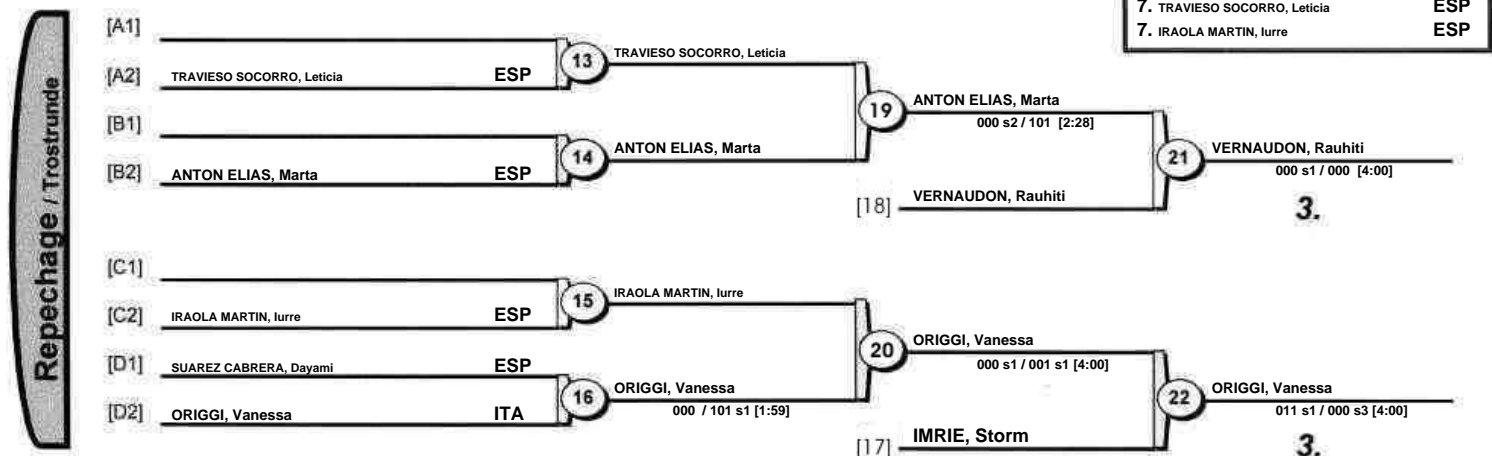 7. TRAVIESO SOCORRO, Leticia ESP
7. IRAOLA MARTIN, Iurre ESP
Repechage / Trostrunde
[A1]
[A2] TRAVIESO SOCORRO, Leticia ESP
13 TRAVIESO SOCORRO, Leticia
[B1]
[B2] ANTON ELIAS, Marta ESP
14 ANTON ELIAS, Marta
19 ANTON ELIAS, Marta
000 s2 / 101 [2:28]
[18] VERNAUDON, Rauhiti
21 VERNAUDON, Rauhiti
000 s1 / 000 [4:00]
3.
[C1]
[C2] IRAOLA MARTIN, Iurre ESP
15 IRAOLA MARTIN, Iurre
[D1] SUAREZ CABRERA, Dayami ESP
[D2] ORIGGI, Vanessa ITA
16 ORIGGI, Vanessa
000 / 101 s1 [1:59]
20 ORIGGI, Vanessa
000 s1 / 001 s1 [4:00]
[17] IMRIE, Storm
22 ORIGGI, Vanessa
011 s1 / 000 s3 [4:00]
3.